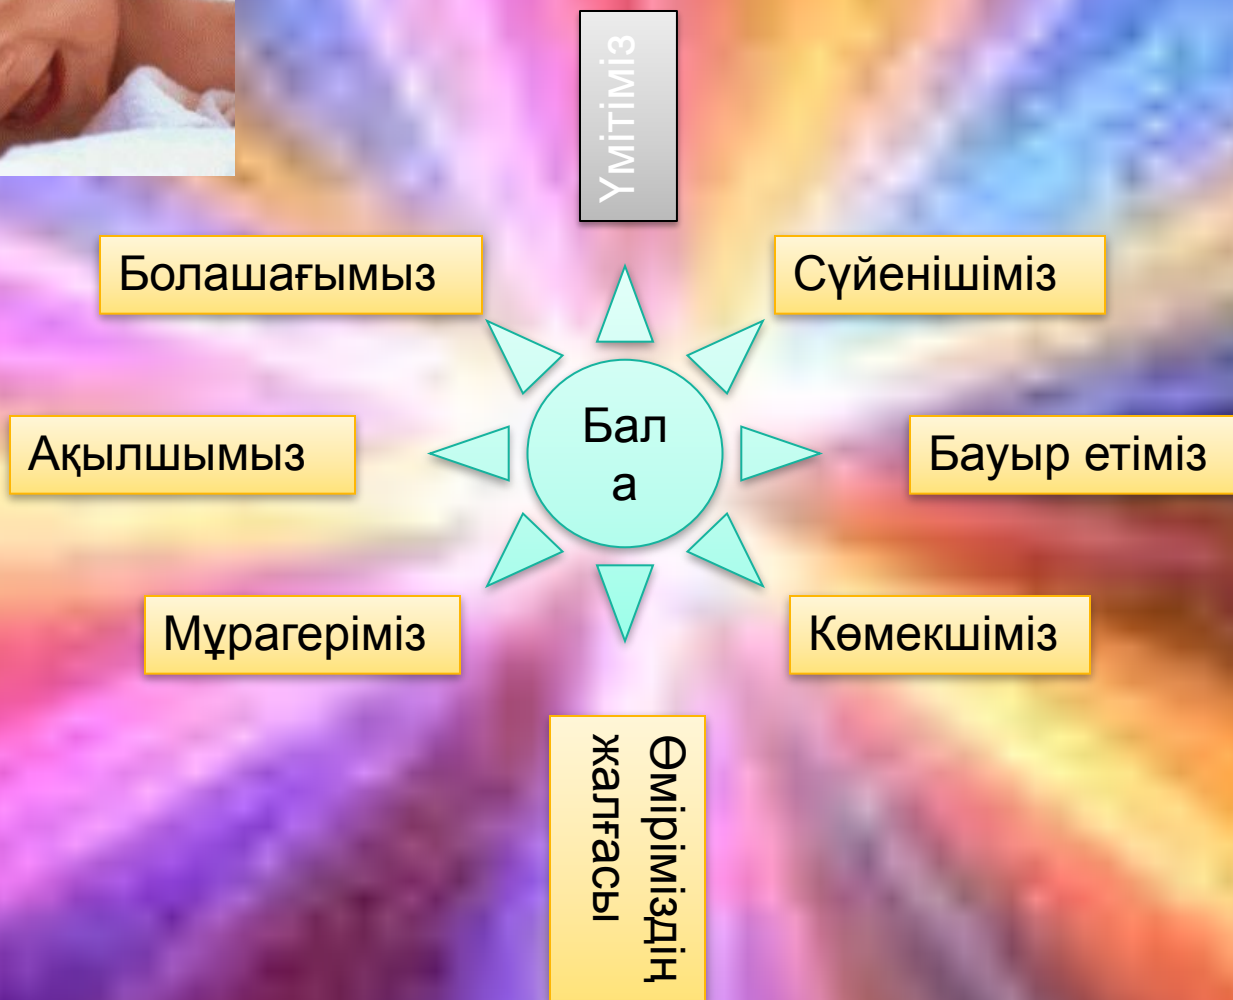 Үмітіміз
Болашағымыз
Сүйенішіміз
Бал
а
Ақылшымыз
Бауыр етіміз
Мұрагеріміз
Көмекшіміз
Өміріміздің
жалғасы